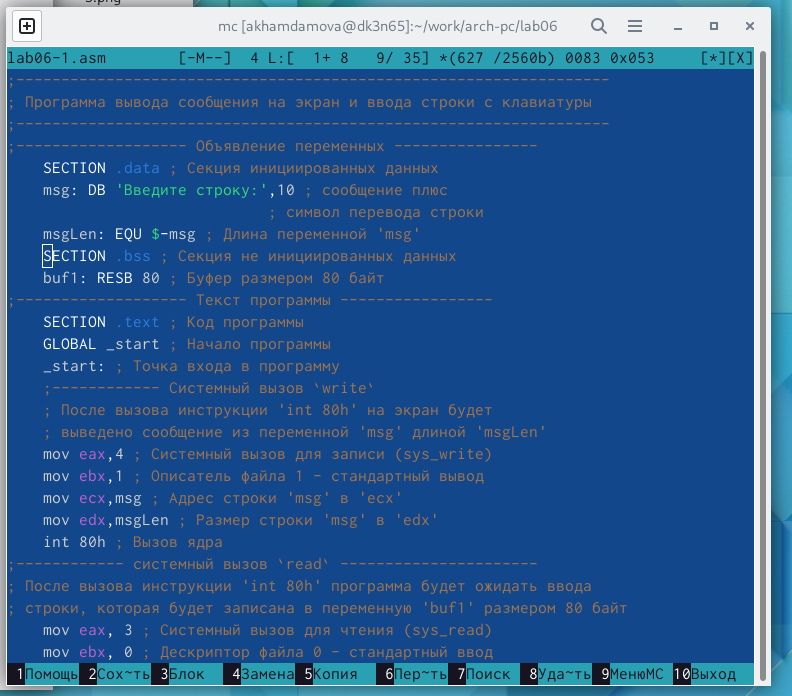 5.png
mc [akhamdamova@dk3n65]:~/work/arch-pc/lab06
lab06-1.asm [-M--] 4 L:[ 1+ 8 9/ 35] *(627 /2560b) 0083 0x053 [*][X]
;------------------------------------------------------------------
; Программа вывода сообщения на экран и ввода строки с клавиатуры
;------------------------------------------------------------------
;------------------- Объявление переменных ----------------
SECTION .data ; Секция инициированных данных
msg: DB 'Введите строку:',10 ; сообщение плюс
; символ перевода строки
msgLen: EQU $-msg ; Длина переменной 'msg'
SECTION .bss ; Секция не инициированных данных
buf1: RESB 80 ; Буфер размером 80 байт
;------------------- Текст программы -----------------
SECTION .text ; Код программы
GLOBAL _start ; Начало программы
_start: ; Точка входа в программу
;------------ Системный вызов `write`
; После вызова инструкции 'int 80h' на экран будет
; выведено сообщение из переменной 'msg' длиной 'msgLen'
mov eax,4 ; Системный вызов для записи (sys_write)
mov ebx,1 ; Описатель файла 1 - стандартный вывод
mov ecx,msg ; Адрес строки 'msg' в 'ecx'
mov edx,msgLen ; Размер строки 'msg' в 'edx'
int 80h ; Вызов ядра
;------------ системный вызов `read` ----------------------
; После вызова инструкции 'int 80h' программа будет ожидать ввода
; строки, которая будет записана в переменную 'buf1' размером 80 байт
mov eax, 3 ; Системный вызов для чтения (sys_read)
mov ebx, 0 ; Дескриптор файла 0 - стандартный ввод
1Помощь 2Сох~ть 3Блок 4Замена 5Копия 6Пер~ть 7Поиск 8Уда~ть 9МенюMC 10Выход